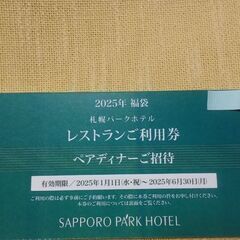 2025年 福袋
札幌パークホテル
レストランご利用券
ペアディナーご招待
有効期限／2025年1月1日(水・祝)～2025年6月30日(月)
SAPPORO PARK HOTEL